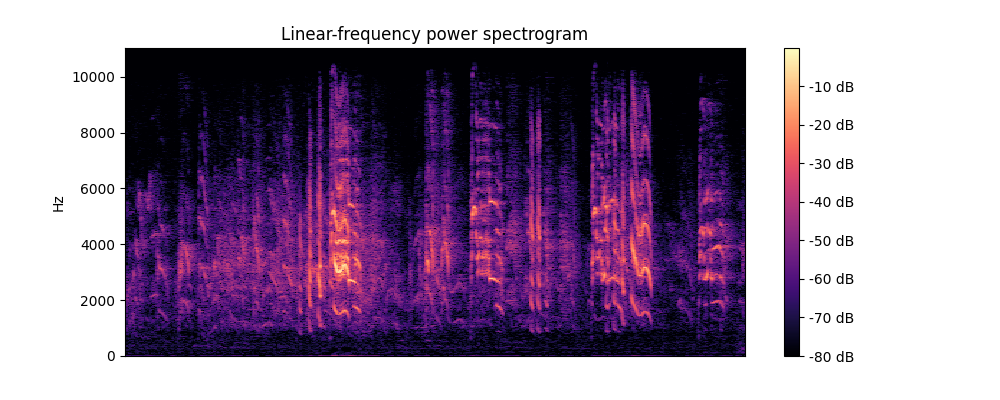 Linear-frequency power spectrogram
10000
8000
6000
4000
2000
0
Hz
-10 dB
-20 dB
-30 dB
-40 dB
-50 dB
-60 dB
-70 dB
-80 dB